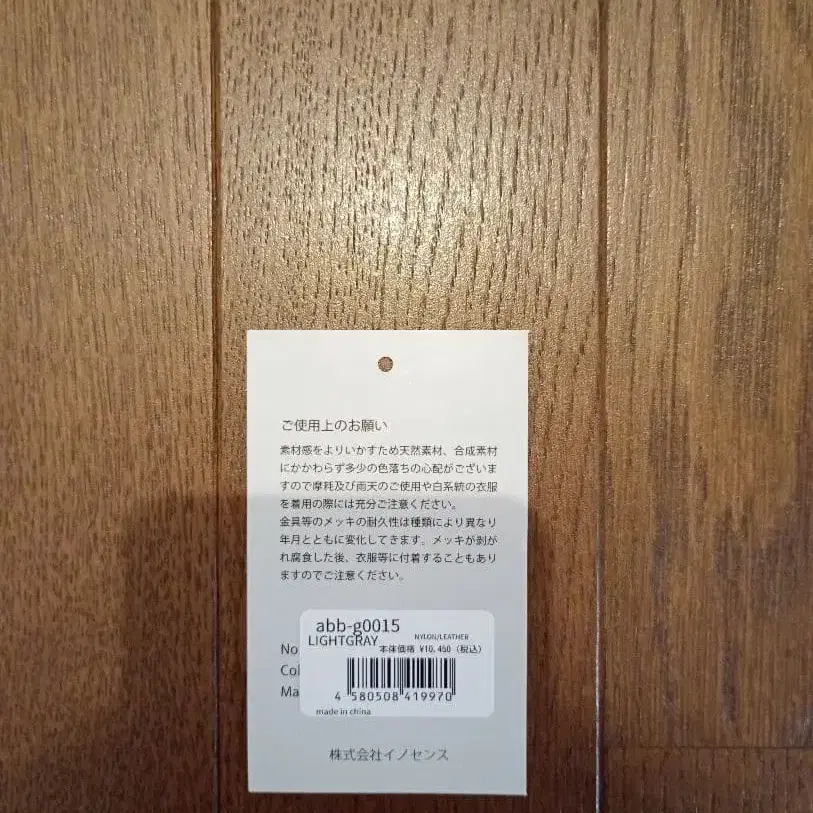 ご使用上のお願い
素材感をよりいかすため天然素材、合成素材
にかかわらず多少の色落ちの心配がございま
すので摩耗及び雨天のご使用や白系統の衣服
を着用の際には充分ご注意ください。
金具等のメッキの耐久性は種類により異なり
年月とともに変化してきます。メッキが剥が
れ腐食した後、衣服等に付着することもあり
ますのでご注意ください。
abb-g0015
LIGHTGRAY NYLON/LEATHER
No 本体価格 ¥10,450（税込）
Col
Ma 4 580508 419970
made in china
株式会社イノセンス